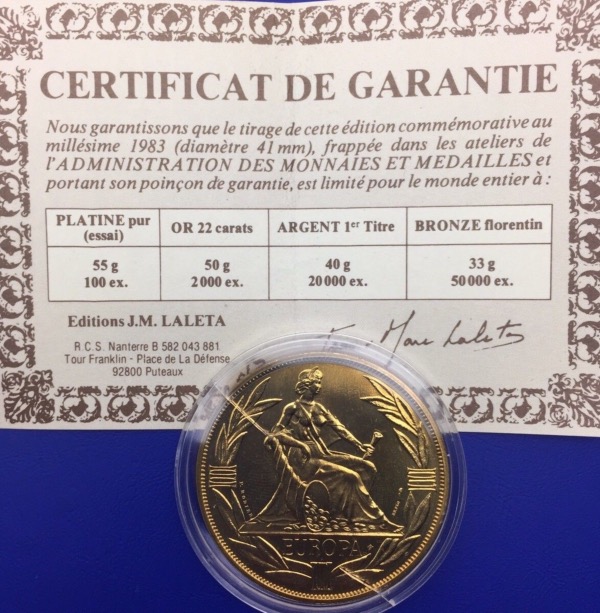 CERTIFICAT DE GARANTIE
Nous garantissons que le tirage de cette édition commémorative au
millésime 1983 (diamètre 41 mm), frappée dans les ateliers de
l'ADMINISTRATION DES MONNAIES ET MEDAILLES et
portant son poinçon de garantie, est limité pour le monde entier à :
PLATINE pur (essai) OR 22 carats ARGENT 1er Titre BRONZE florentin
55 g 50 g 40 g 33 g
100 ex. 2 000 ex. 20 000 ex. 50 000 ex.
Editions J.M. LALETA
R.C.S. Nanterre B 582 043 881
Tour Franklin - Place de La Défense
92800 Puteaux
Marc Laleta
EUROPA